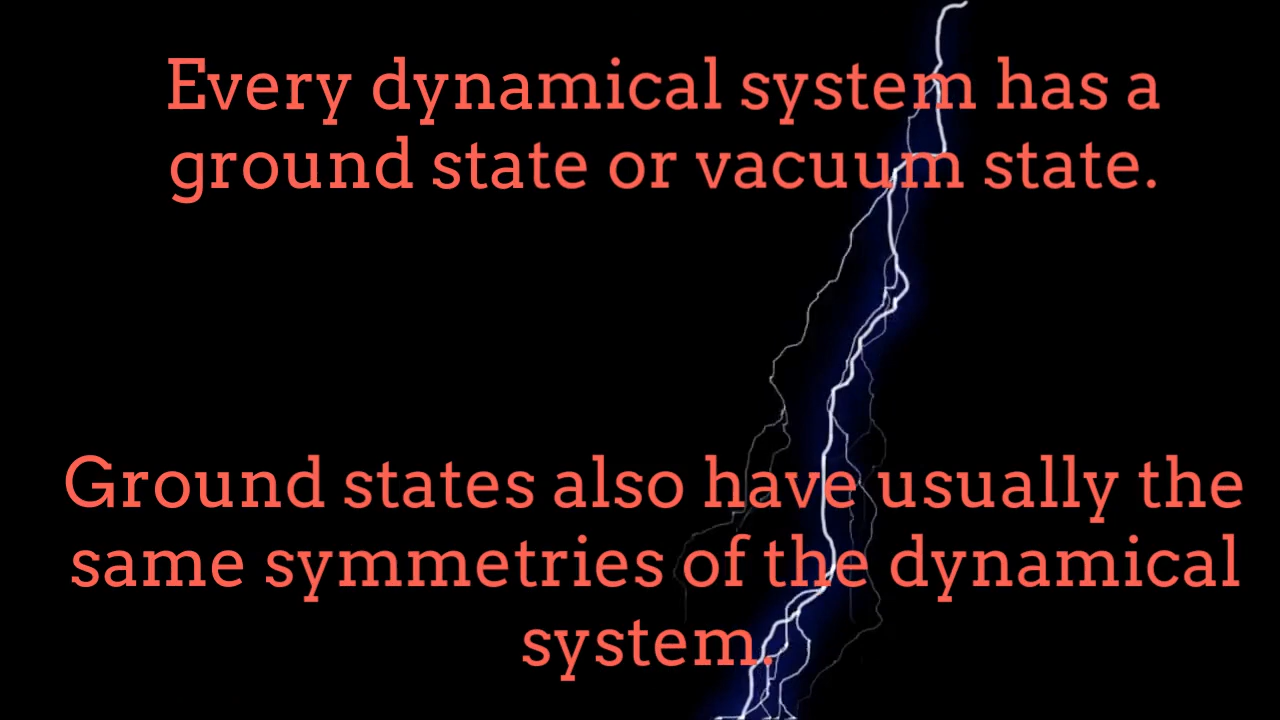 Every dynamical system has a
ground state or vacuum state.
Ground states also have usually the
same symmetries of the dynamical
system.